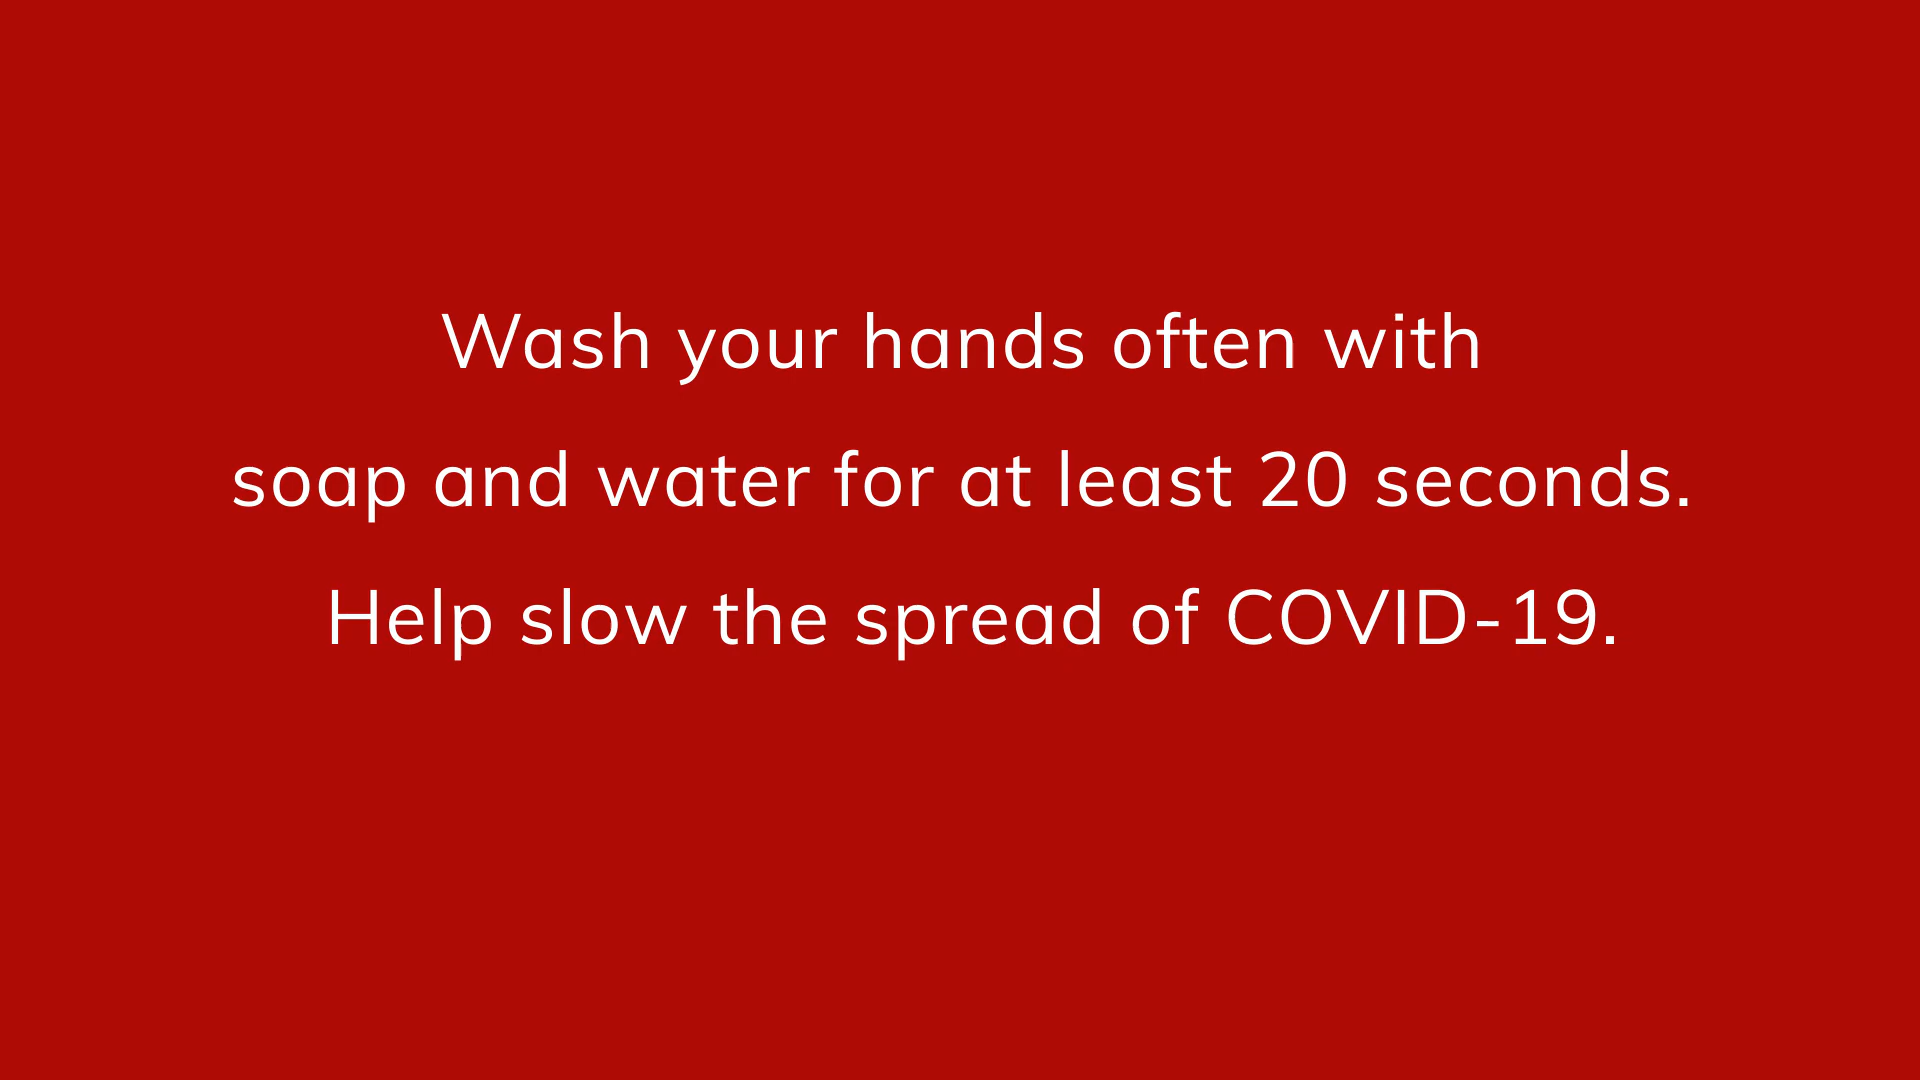 Wash your hands often with
soap and water for at least 20 seconds.
Help slow the spread of COVID-19.